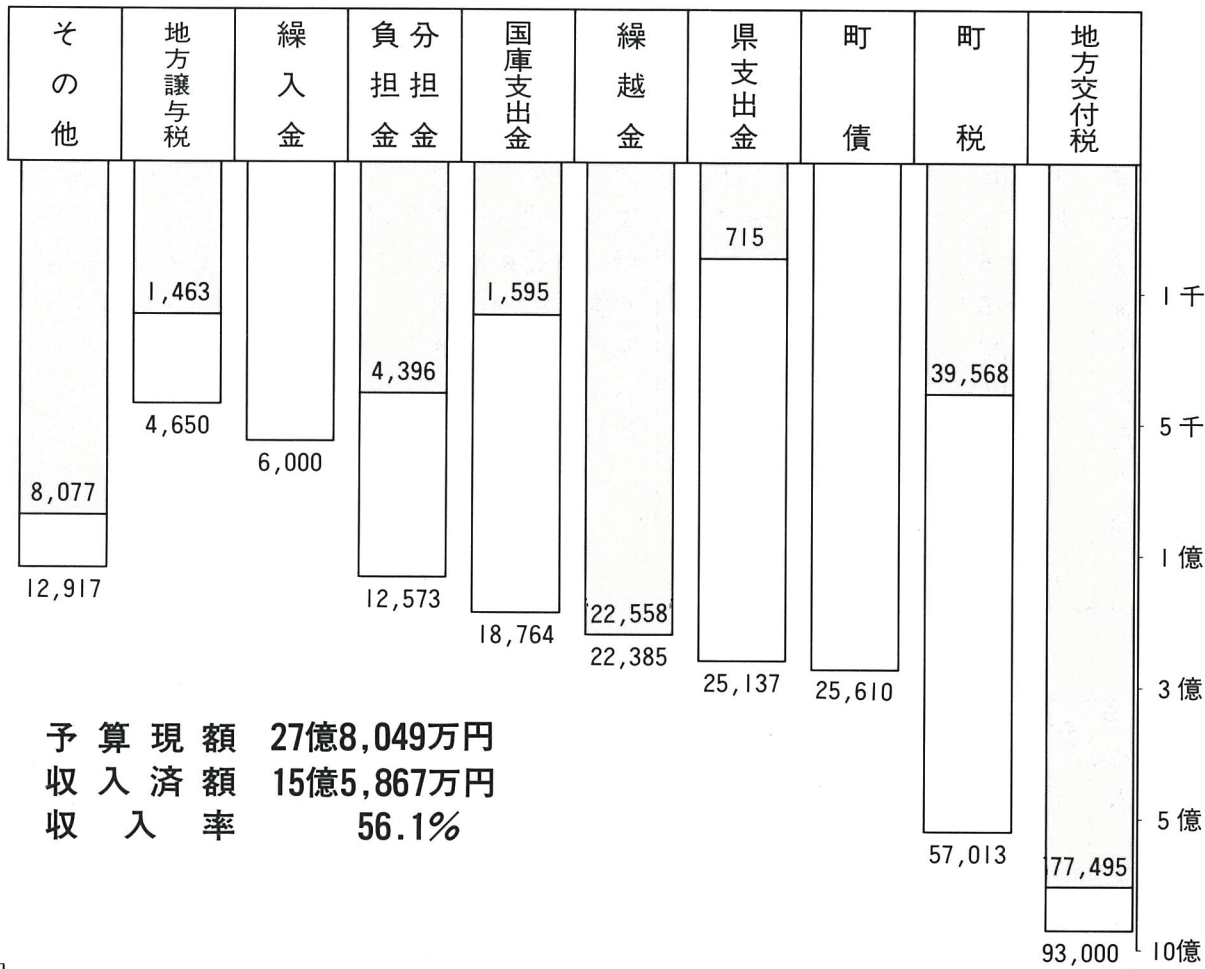 その他
地方譲与税
繰入金
分担金
負担金
国庫支出金
繰越金
県支出金
町債
町税
地方交付税
715
1,463
1,595
1千
4,396
39,568
4,650
5千
6,000
8,077
1億
12,917
12,573
22,558
18,764
22,385
25,137
25,610
3億
予算現額 27億8,049万円
収入済額 15億5,867万円
収入率 56.1%
5億
57,013
77,495
93,000
10億